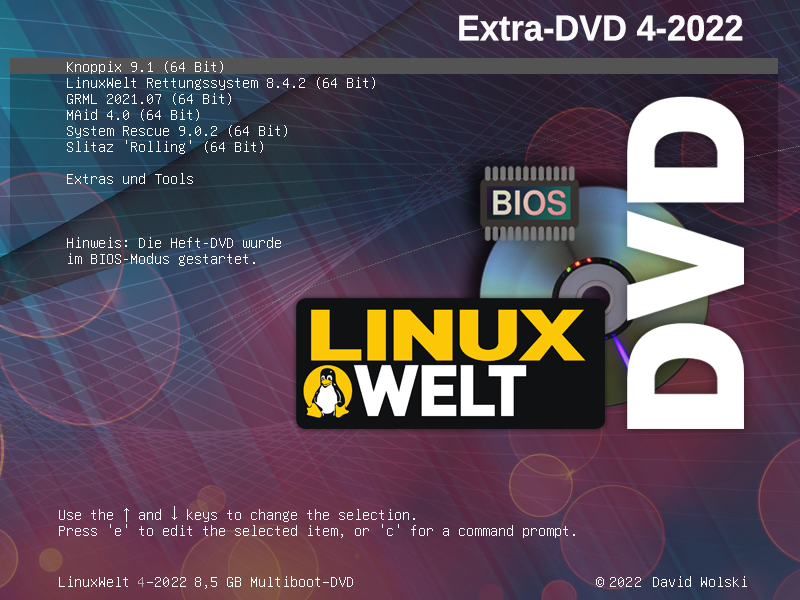 Extra-DVD 4-2022
Knoppix 9.1 (64 Bit)
LinuxWelt Rettungssystem 8.4.2 (64 Bit)
GRML 2021.07 (64 Bit)
MAid 4.0 (64 Bit)
System Rescue 9.0.2 (64 Bit)
Slitaz 'Rolling' (64 Bit)
Extras und Tools
Hinweis: Die Heft-DVD wurde
im BIOS-Modus gestartet.
BIOS
DVD
LINUX
WELT
Use the ↑ and ↓ keys to change the selection.
Press 'e' to edit the selected item, or 'c' for a command prompt.
LinuxWelt 4-2022 8,5 GB Multiboot-DVD
© 2022 David Wolski